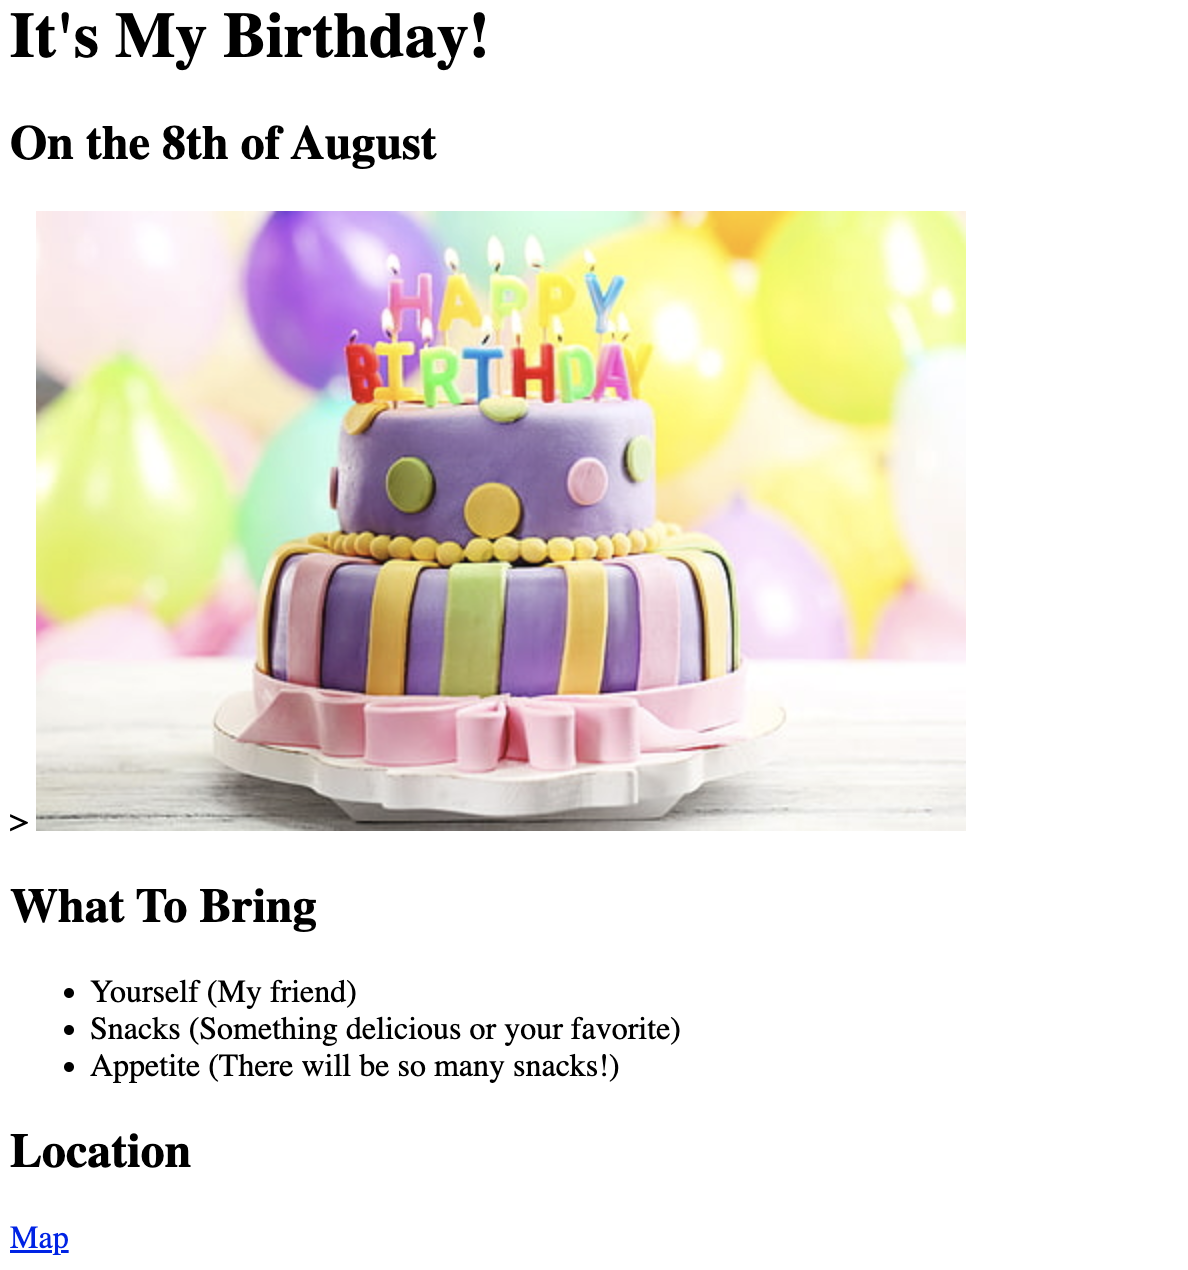 It's My Birthday!
On the 8th of August
HAPPY
BIRTHDAY
>
What To Bring
• Yourself (My friend)
• Snacks (Something delicious or your favorite)
• Appetite (There will be so many snacks!)
Location
Map